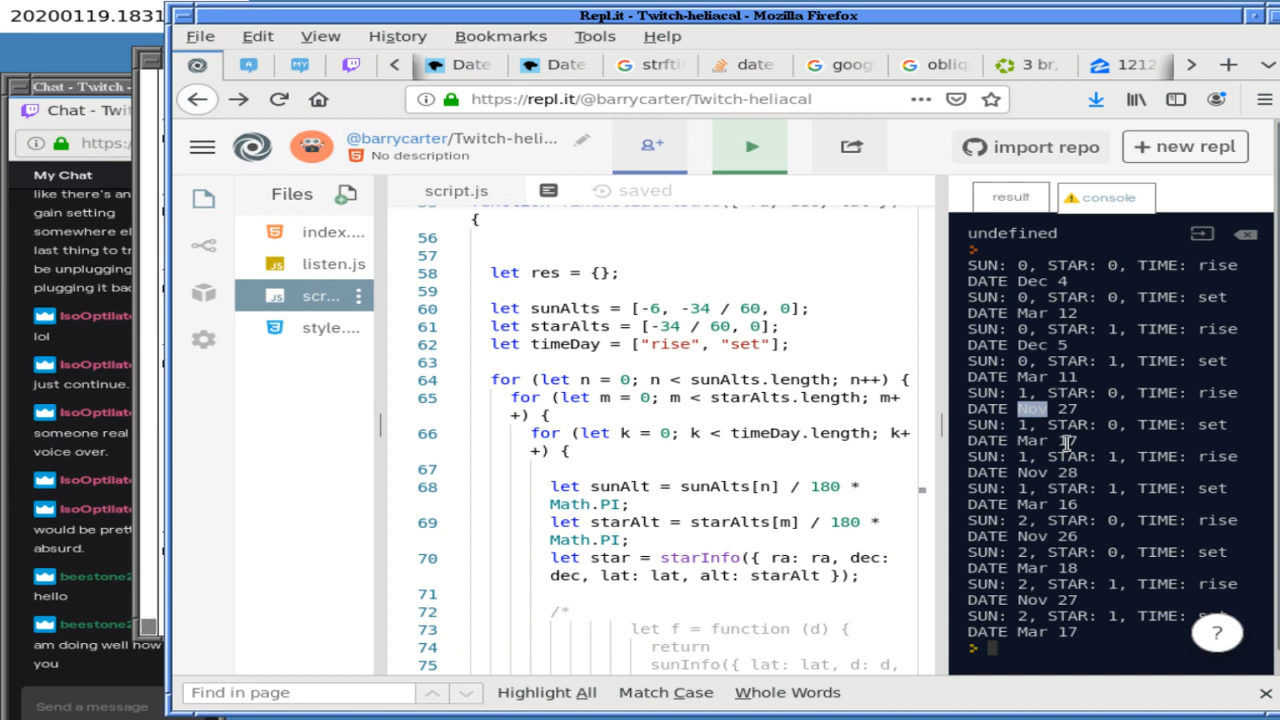 20200119.1831
Repl.it - Twitch-heliacal - Mozilla Firefox
File Edit View History Bookmarks Tools Help
Date Date. strfti date goog obliq 3 br, 1212
https://repl.it/@barrycarter/Twitch-heliacal
Chat - Twitch -
Chat - Twi
https:
@barrycarter/Twitch-heli...
No description
import repo
+ new repl
My Chat
like there's an
gain setting
somewhere el
last thing to tr
be unplugging
plugging it bac
IsoOptilat
lol
IsoOptilat
just continue.
IsoOptilat
someone real
voice over.
IsoOptilat
IsoOptilat
would be pret
absurd.
beestone2
hello
beestone2
am doing well how
you
Send a message
Files
index....
listen.js
scr...
style....
script.js
saved
{
56
57
58 let res = {};
59
60 let sunAlts = [-6, -34 / 60, 0];
61 let starAlts = [-34 / 60, 0];
62 let timeDay = ["rise", "set"];
63
64 for (let n = 0; n < sunAlts.length; n++) {
65 for (let m = 0; m < starAlts.length; m+
+) {
66 for (let k = 0; k < timeDay.length; k+
+) {
67
68 let sunAlt = sunAlts[n] / 180 *
Math.PI;
69 let starAlt = starAlts[m] / 180 *
Math.PI;
70 let star = starInfo({ ra: ra, dec:
dec, lat: lat, alt: starAlt });
71
72 /*
73 let f = function (d) {
74 return
75 sunInfo({ lat: lat, d: d,
result
console
undefined
SUN: 0, STAR: 0, TIME: rise
DATE Dec 4
SUN: 0, STAR: 0, TIME: set
DATE Mar 12
SUN: 0, STAR: 1, TIME: rise
DATE Dec 5
SUN: 0, STAR: 1, TIME: set
DATE Mar 11
SUN: 1, STAR: 0, TIME: rise
DATE Nov 27
SUN: 1, STAR: 0, TIME: set
DATE Mar 17
SUN: 1, STAR: 1, TIME: rise
DATE Nov 28
SUN: 1, STAR: 1, TIME: set
DATE Mar 16
SUN: 2, STAR: 0, TIME: rise
DATE Nov 26
SUN: 2, STAR: 0, TIME: set
DATE Mar 18
SUN: 2, STAR: 1, TIME: rise
DATE Nov 27
SUN: 2, STAR: 1, TIME:
DATE Mar 17
?
Find in page
Highlight All Match Case Whole Words